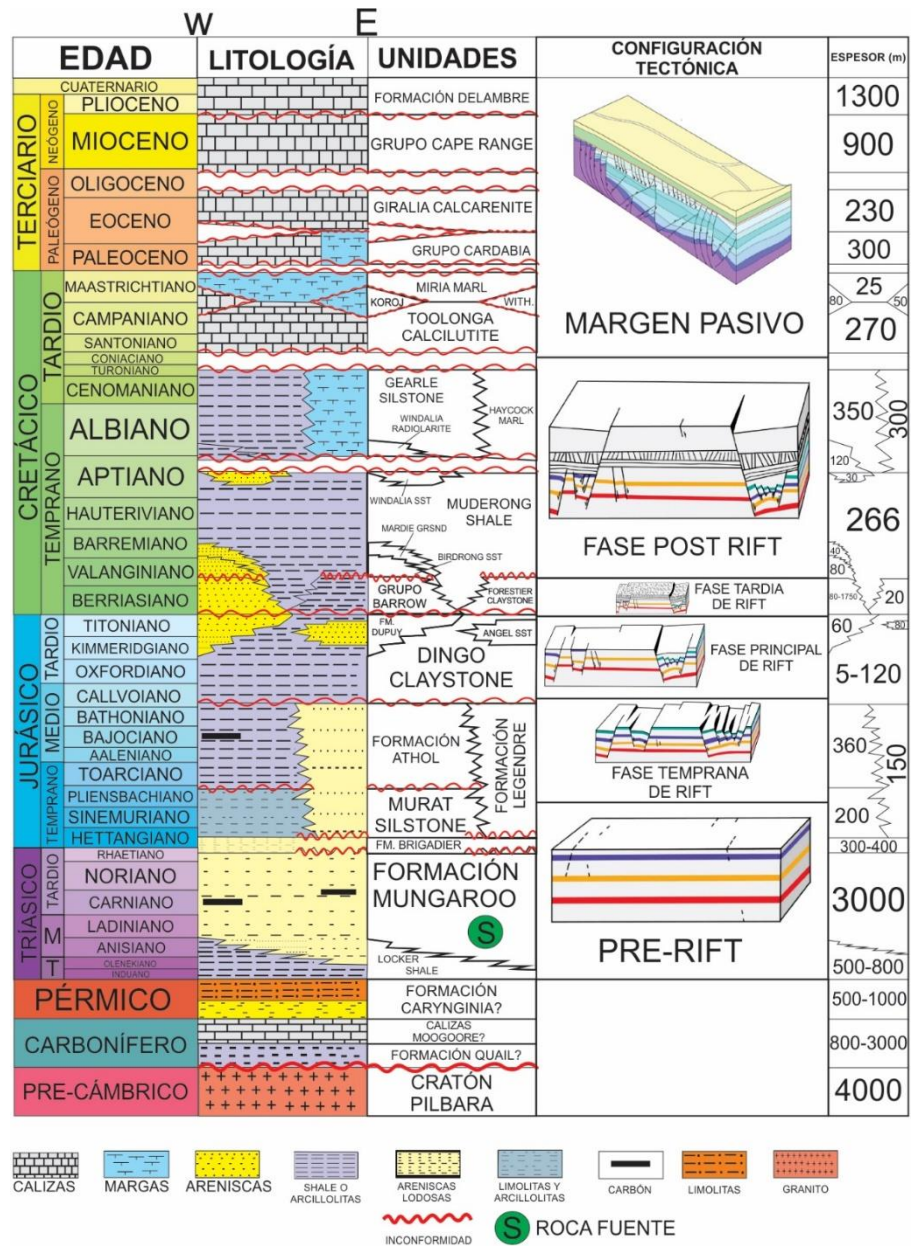 W
E
EDAD
LITOLOGÍA
UNIDADES
CONFIGURACIÓN
TECTÓNICA
ESPESOR (m)
CUATERNARIO
TERCIARIO
NEÓGENO
PLIOCENO
MIOCENO
PALEÓGENO
OLIGOCENO
EOCENO
PALEOCENO
CRETÁCICO
TARDIO
MAASTRICHTIANO
CAMPANIANO
SANTONIANO
CONIACIANO
TURONIANO
CENOMANIANO
TEMPRANO
ALBIANO
APTIANO
HAUTERIVIANO
BARREMIANO
VALANGINIANO
BERRIASIANO
JURÁSICO
TARDIO
TITONIANO
KIMMERIDGIANO
OXFORDIANO
MEDIO
CALLVOIANO
BATHONIANO
BAJOCIANO
AALENIANO
TEMPRANO
TOARCIANO
PLIENSBACHIANO
SINEMURIANO
HETTANGIANO
TRÍASICO
TARDIO
RHAETIANO
NORIANO
CARNIANO
M
LADINIANO
ANISIANO
T
OLENEKIANO
INDUANO
PÉRMICO
CARBONÍFERO
PRE-CÁMBRICO
FORMACIÓN DELAMBRE
GRUPO CAPE RANGE
GIRALIA CALCARENITE
GRUPO CARDABIA
MIRIA MARL
KOROJ
WITH.
TOOLONGA
CALCILUTITE
GEARLE
SILSTONE
WINDALIA
RADIOLARITE
HAYCOCK
MARL
WINDALIA SST
MUDERONG
SHALE
MARDIE GRSND
BIRDRONG SST
GRUPO
BARROW
FORESTIER
CLAYSTONE
FM.
DUPUY
ANGEL SST
DINGO
CLAYSTONE
FORMACIÓN
ATHOL
FORMACIÓN
LEGENDRE
MURAT
SILSTONE
FM. BRIGADIER
FORMACIÓN
MUNGAROO
S
LOCKER
SHALE
FORMACIÓN
CARYNGINIA?
CALIZAS
MOOGOORE?
FORMACIÓN QUAIL?
CRATÓN
PILBARA
MARGEN PASIVO
FASE POST RIFT
FASE TARDIA
DE RIFT
FASE PRINCIPAL
DE RIFT
FASE TEMPRANA
DE RIFT
PRE-RIFT
1300
900
230
300
25
80
50
270
350
300
120
30
266
40
80
80-1750
20
60
80
5-120
360
150
200
300-400
3000
500-800
500-1000
800-3000
4000
CALIZAS
MARGAS
ARENISCAS
SHALE O
ARCILLOLITAS
ARENISCAS
LODOSAS
LIMOLITAS Y
ARCILLOLITAS
CARBÓN
LIMOLITAS
GRANITO
INCONFORMIDAD
S
ROCA FUENTE